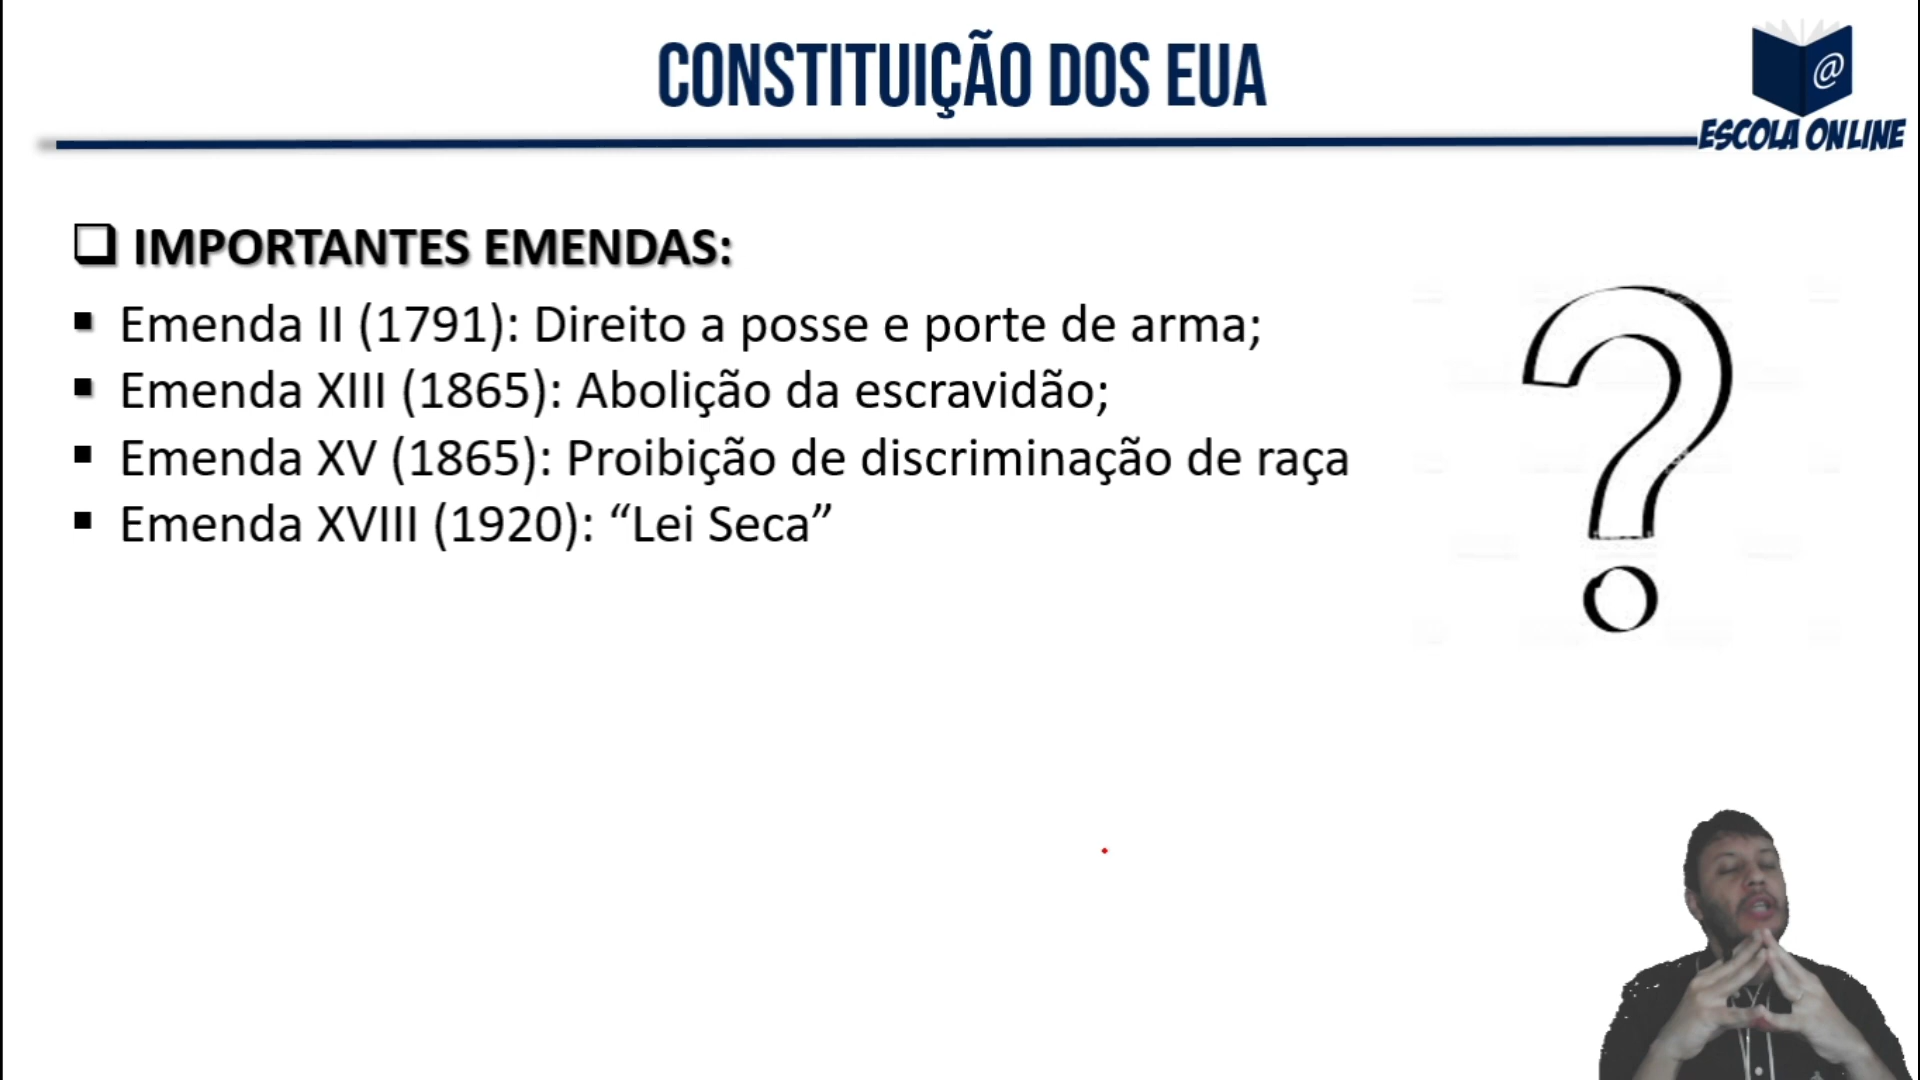 CONSTITUIÇÃO DOS EUA
@
ESCOLA ONLINE
IMPORTANTES EMENDAS:
Emenda II (1791): Direito a posse e porte de arma;
Emenda XIII (1865): Abolição da escravidão;
Emenda XV (1865): Proibição de discriminação de raça
Emenda XVIII (1920): “Lei Seca”
?